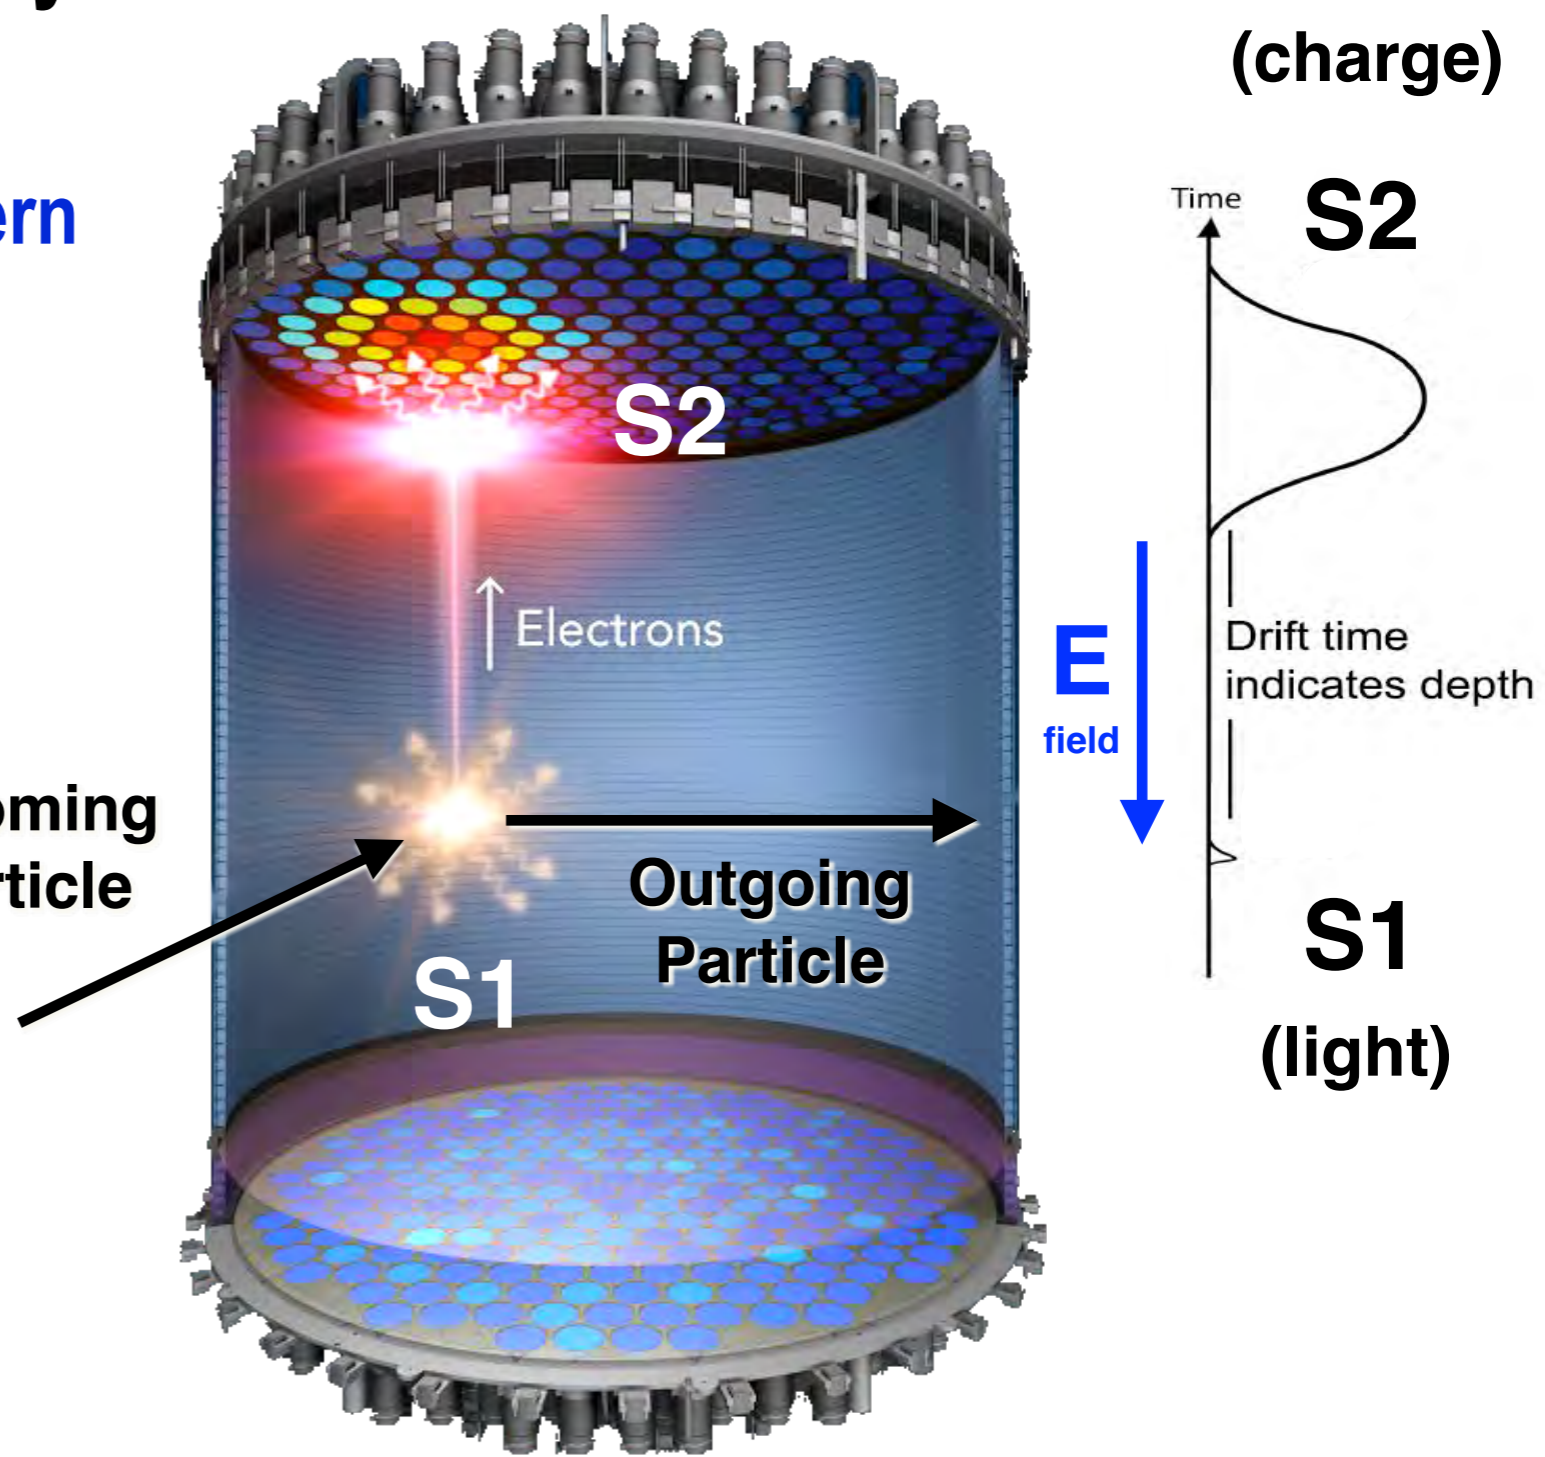 (charge)
Time
S2
ern
S2
Electrons
E
field
Drift time
indicates depth
oming
rticle
Outgoing
Particle
S1
S1
(light)